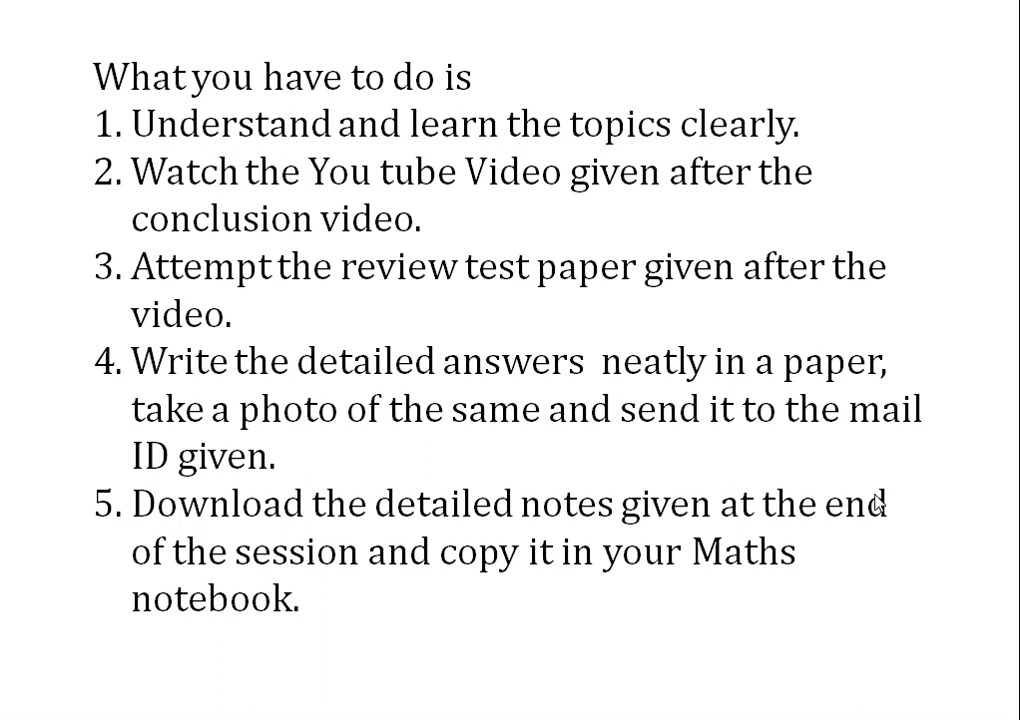 What you have to do is
1. Understand and learn the topics clearly.
2. Watch the You tube Video given after the
conclusion video.
3. Attempt the review test paper given after the
video.
4. Write the detailed answers  neatly in a paper,
take a photo of the same and send it to the mail
ID given.
5. Download the detailed notes given at the end
of the session and copy it in your Maths
notebook.